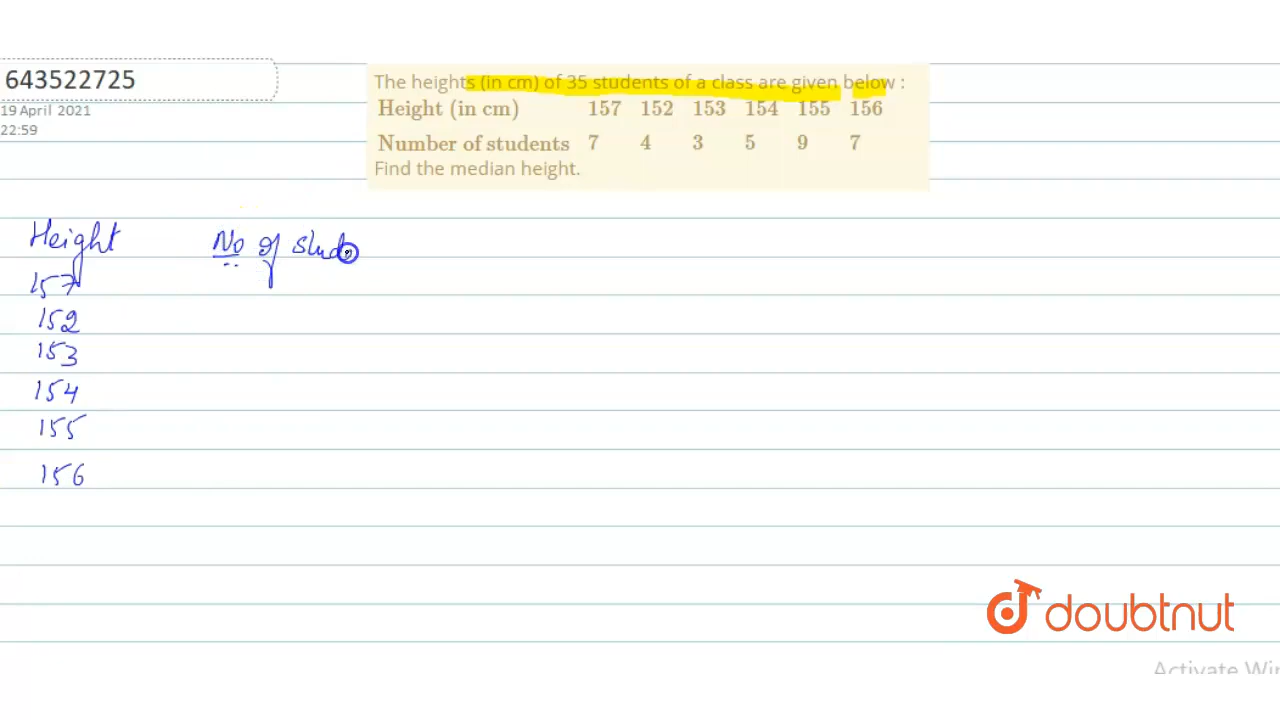 643522725
19 April 2021
22:59
The heights (in cm) of 35 students of a class are given below :
Height (in cm) 157 152 153 154 155 156
Number of students 7 4 3 5 9 7
Find the median height.
Height No of stud
157
152
153
154
155
156
doubtnut
Activate Win